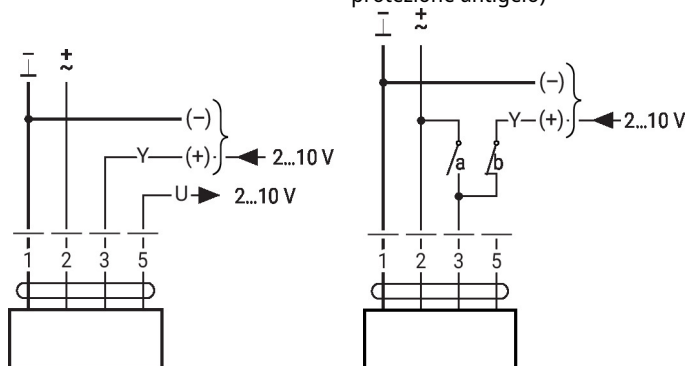 protezione antigelo)
⊥ ~
+
(–)
Y (+) 2...10 V
U 2...10 V
1 2 3 5
– +
⊥ ~
(–)
Y (+) 2...10 V
a b
1 2 3 5